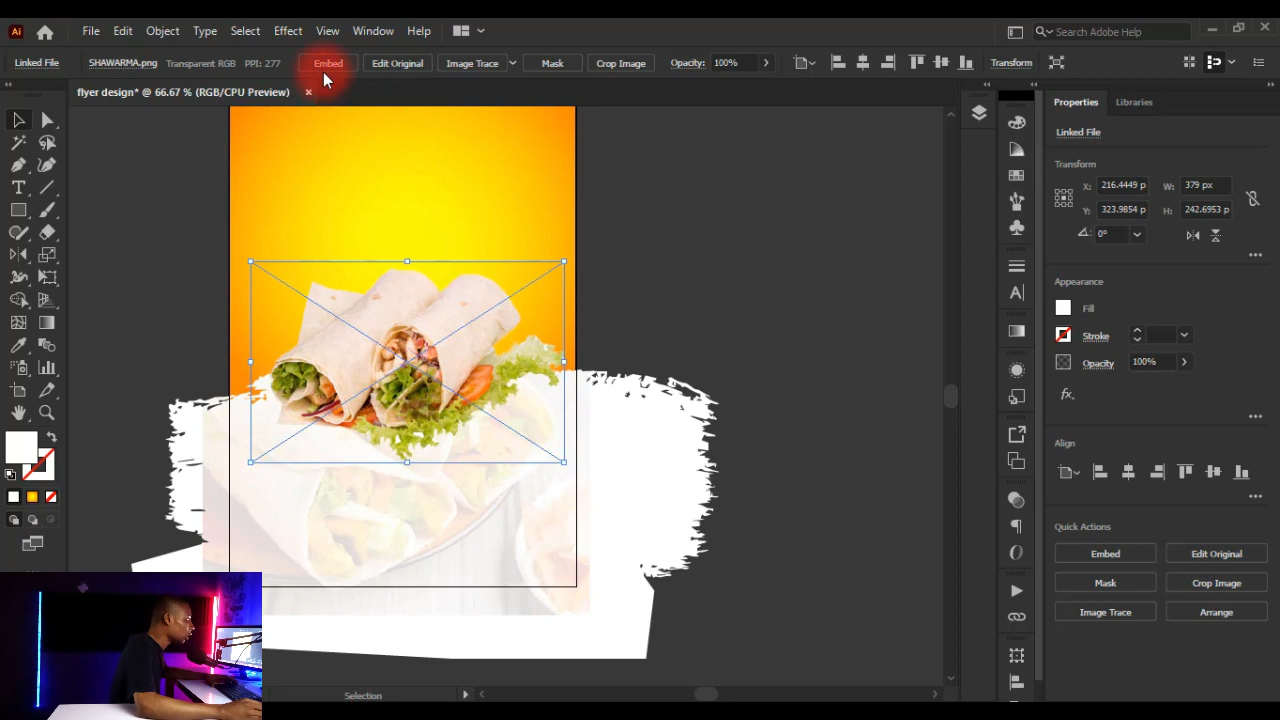 Ai File Edit Object Type Select Effect View Window Help Search Adobe Help
Linked File SHAWARMA.png Transparent RGB PPI: 277 Embed Edit Original Image Trace Mask Crop Image Opacity: 100% Transform
flyer design* @ 66.67 % (RGB/CPU Preview)
Properties Libraries
Linked File
Transform
X: 216.4449 p W: 379 px
Y: 323.9854 p H: 242.6953 p
0°
Appearance
Fill
Stroke
Opacity 100%
fx.
Align
Quick Actions
Embed Edit Original
Mask Crop Image
Image Trace Arrange
Selection